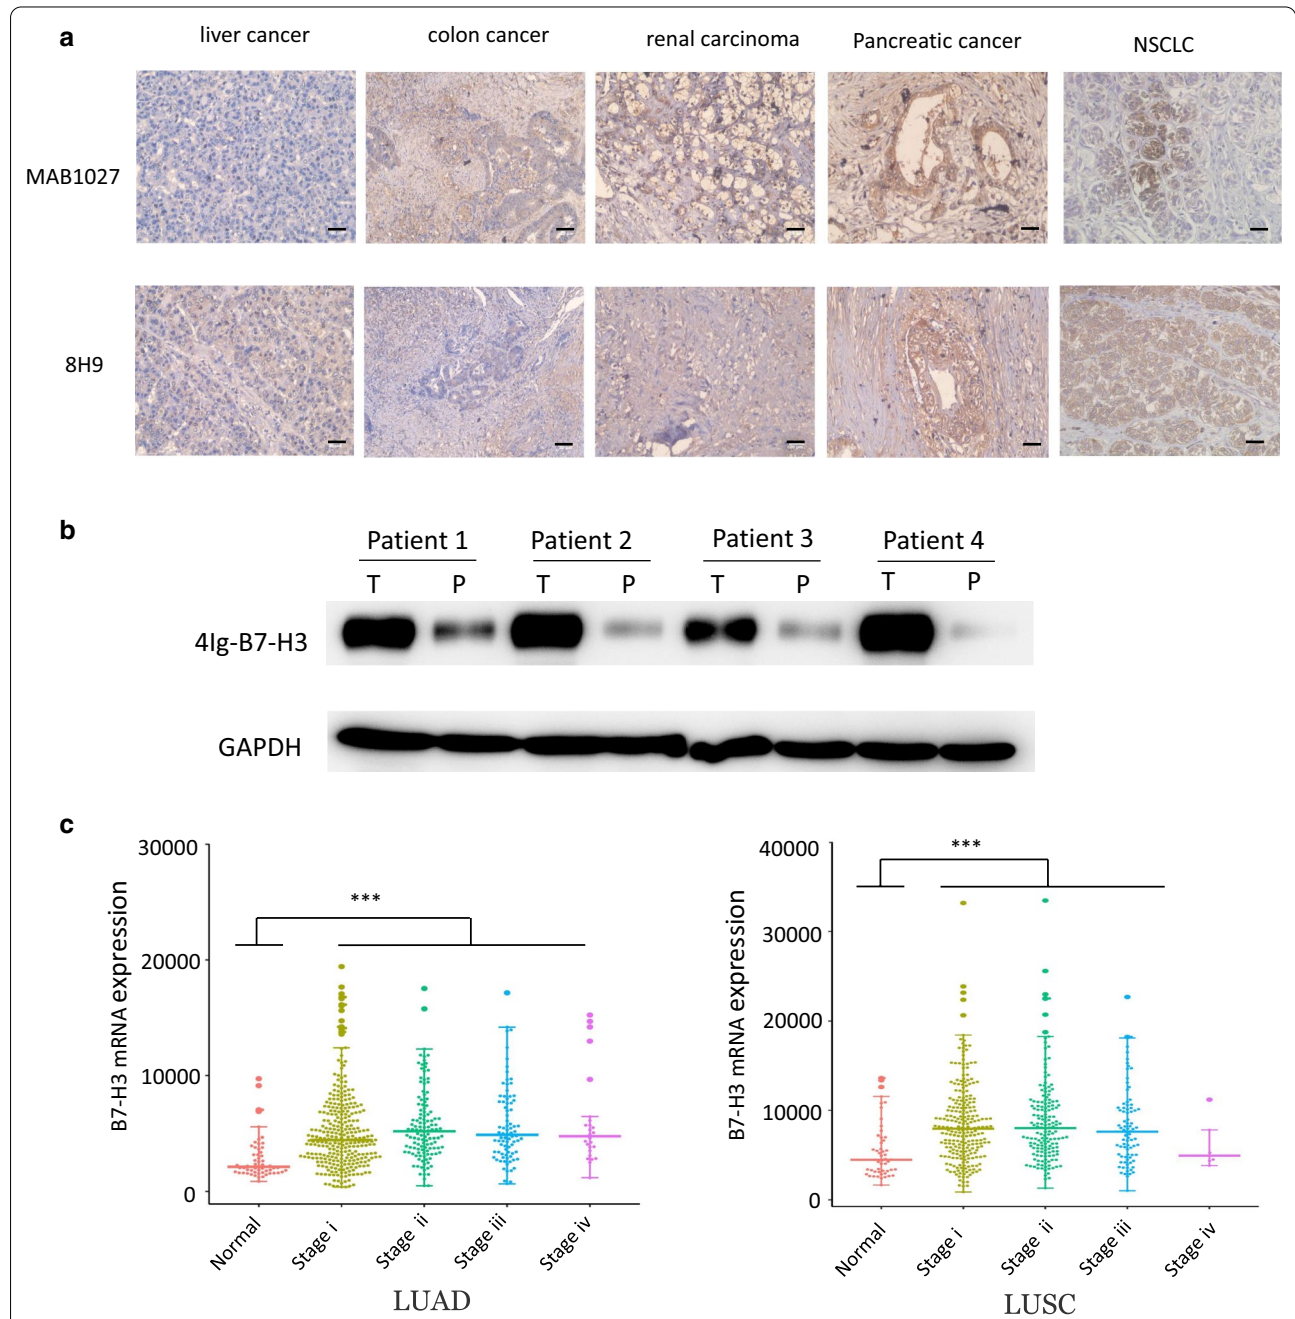 a
liver cancer
colon cancer
renal carcinoma
Pancreatic cancer
NSCLC
MAB1027
8H9
b
Patient 1
Patient 2
Patient 3
Patient 4
T P T P T P T P
4Ig-B7-H3
GAPDH
c
B7-H3 mRNA expression
30000
20000
10000
0
***
Normal
Stage i
Stage ii
Stage iii
Stage iv
LUAD
B7-H3 mRNA expression
40000
30000
20000
10000
0
***
Normal
Stage i
Stage ii
Stage iii
Stage iv
LUSC